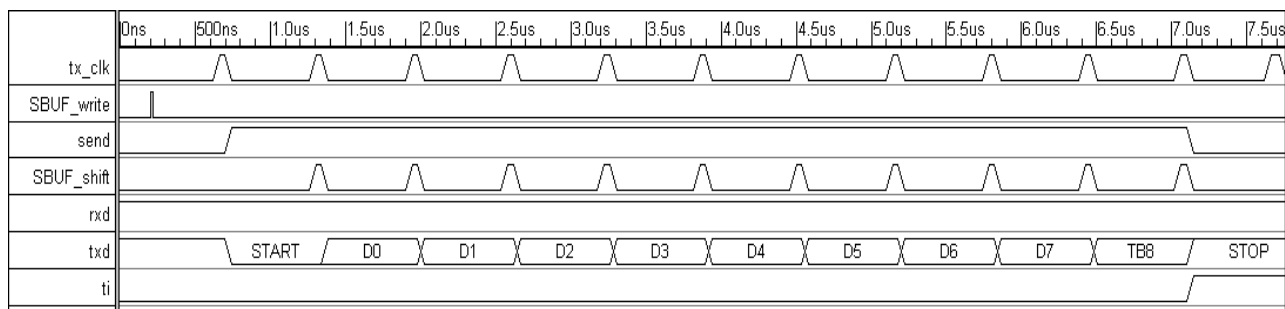 0ns 500ns 1.0us 1.5us 2.0us 2.5us 3.0us 3.5us 4.0us 4.5us 5.0us 5.5us 6.0us 6.5us 7.0us 7.5us
tx_clk
SBUF_write
send
SBUF_shift
rxd
txd START D0 D1 D2 D3 D4 D5 D6 D7 TB8 STOP
ti